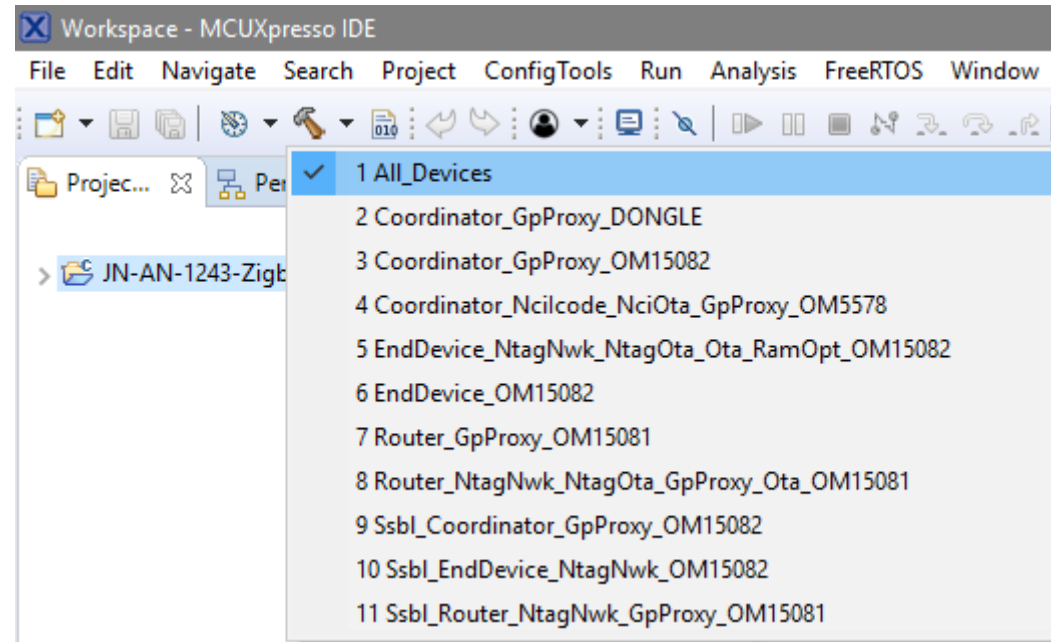 Workspace - MCUXpresso IDE
File Edit Navigate Search Project ConfigTools Run Analysis FreeRTOS Window
010
Projec... Per
1 All_Devices
2 Coordinator_GpProxy_DONGLE
3 Coordinator_GpProxy_OM15082
JN-AN-1243-Zigb
4 Coordinator_NciIcode_NciOta_GpProxy_OM5578
5 EndDevice_NtagNwk_NtagOta_Ota_RamOpt_OM15082
6 EndDevice_OM15082
7 Router_GpProxy_OM15081
8 Router_NtagNwk_NtagOta_GpProxy_Ota_OM15081
9 Ssbl_Coordinator_GpProxy_OM15082
10 Ssbl_EndDevice_NtagNwk_OM15082
11 Ssbl_Router_NtagNwk_GpProxy_OM15081